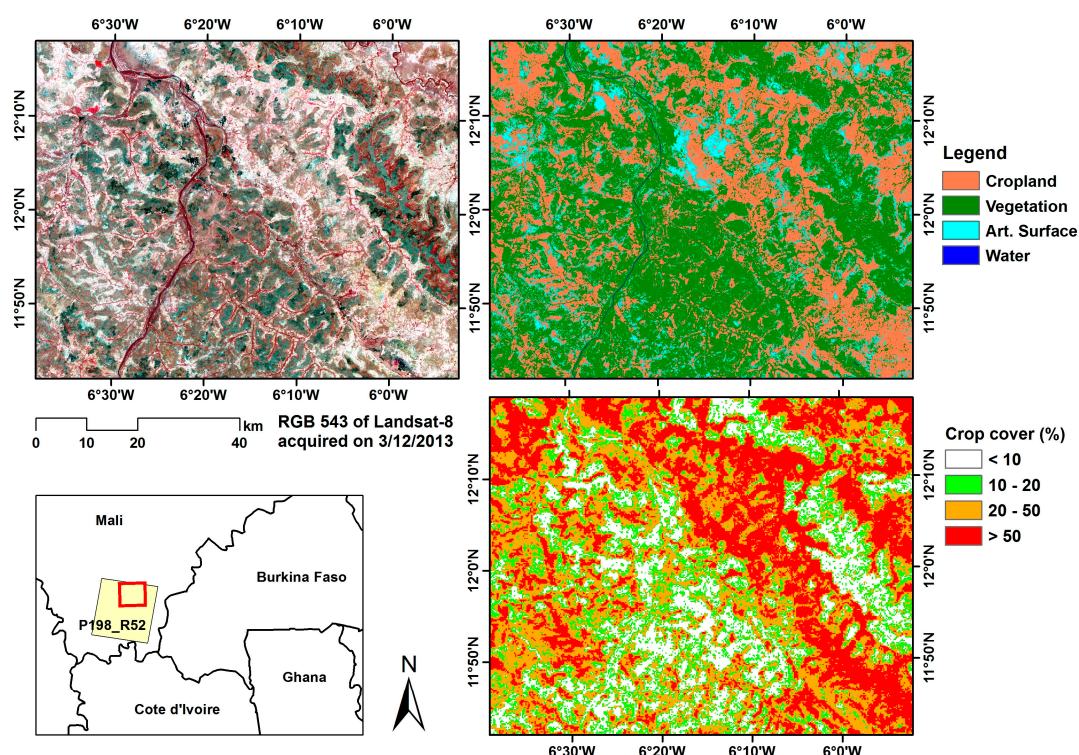 6°30'W 6°20'W 6°10'W 6°0'W
6°30'W 6°20'W 6°10'W 6°0'W
12°10'N
12°0'N
11°50'N
12°10'N
12°0'N
11°50'N
Legend
Cropland
Vegetation
Art. Surface
Water
6°30'W 6°20'W 6°10'W 6°0'W
0 10 20 40 km
RGB 543 of Landsat-8
acquired on 3/12/2013
12°10'N
12°0'N
11°50'N
12°10'N
12°0'N
11°50'N
Crop cover (%)
< 10
10 - 20
20 - 50
> 50
6°30'W 6°20'W 6°10'W 6°0'W
Mali
Burkina Faso
P198_R52
Ghana
Cote d'Ivoire
N